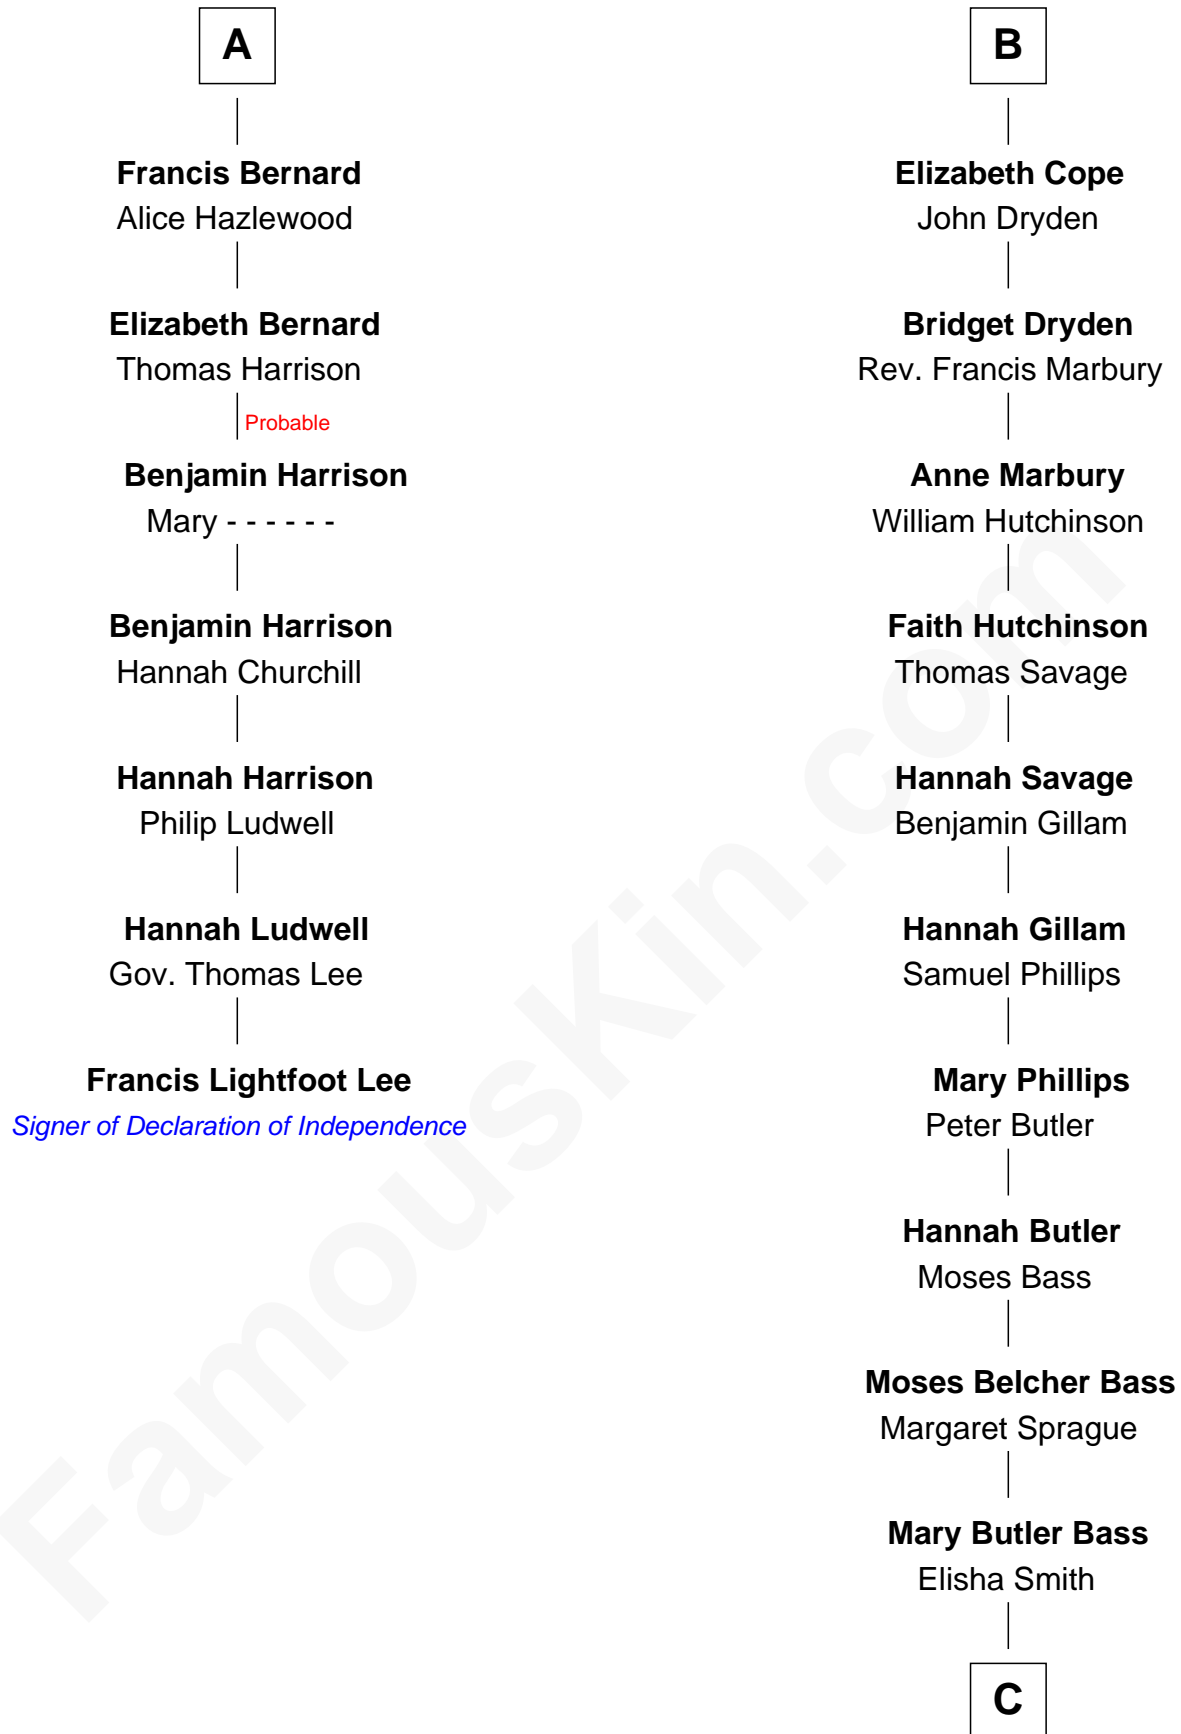 A
Francis Bernard
Alice Hazlewood
Elizabeth Bernard
Thomas Harrison
Probable
Benjamin Harrison
Mary - - - - - -
Benjamin Harrison
Hannah Churchill
Hannah Harrison
Philip Ludwell
Hannah Ludwell
Gov. Thomas Lee
Francis Lightfoot Lee
Signer of Declaration of Independence
B
Elizabeth Cope
John Dryden
Bridget Dryden
Rev. Francis Marbury
Anne Marbury
William Hutchinson
Faith Hutchinson
Thomas Savage
Hannah Savage
Benjamin Gillam
Hannah Gillam
Samuel Phillips
Mary Phillips
Peter Butler
Hannah Butler
Moses Bass
Moses Belcher Bass
Margaret Sprague
Mary Butler Bass
Elisha Smith
C
FamousKin.com